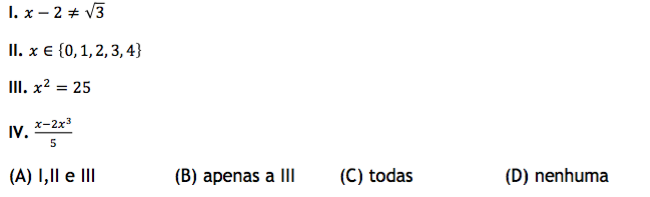 I. x − 2 ≠ √3
II. x ∈ {0, 1, 2, 3, 4}
III. x² = 25
IV. x−2x³/5
(A) I,II e III (B) apenas a III (C) todas (D) nenhuma